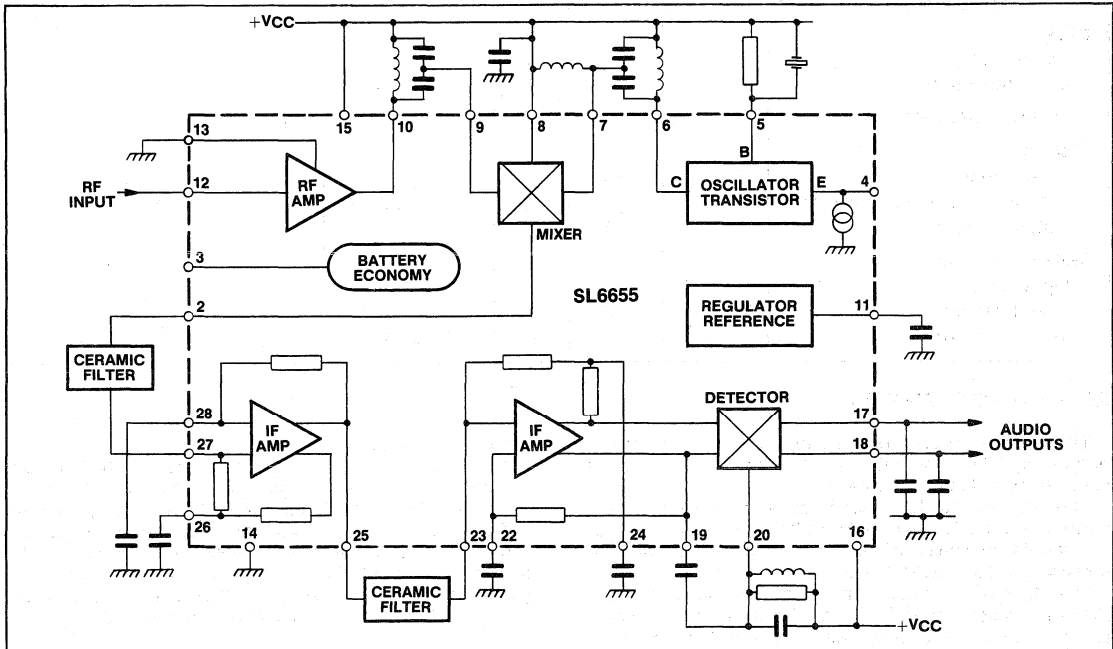 +VCC
13
15
10
9
8
7
6
5
RF
INPUT
12
RF
AMP
B
C
OSCILLATOR
TRANSISTOR
E
4
MIXER
3
BATTERY
ECONOMY
SL6655
2
REGULATOR
REFERENCE
11
CERAMIC
FILTER
DETECTOR
28
IF
AMP
IF
AMP
17
27
18
AUDIO
OUTPUTS
26
14
25
23
22
24
19
20
16
CERAMIC
FILTER
+VCC